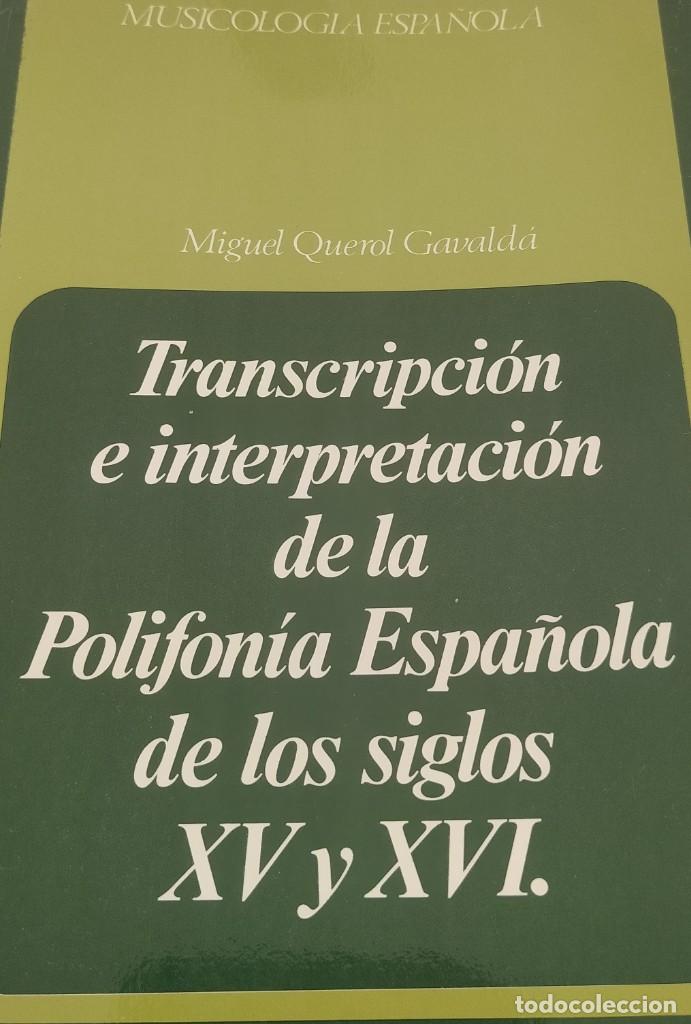 MUSICOLOGIA ESPAÑOLA
Miguel Querol Gavaldá
Transcripción
e interpretación
de la
Polifonía Española
de los siglos
XV y XVI.
todocoleccion